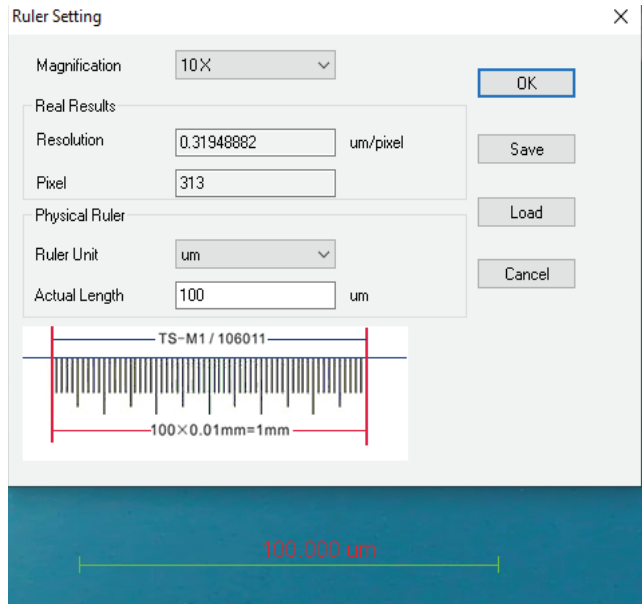 Ruler Setting
Magnification 10X
OK
Real Results
Resolution 0.31948882 um/pixel
Save
Pixel 313
Physical Ruler
Load
Ruler Unit um
Cancel
Actual Length 100 um
TS-M1 / 106011
100×0.01mm=1mm
100.000 um